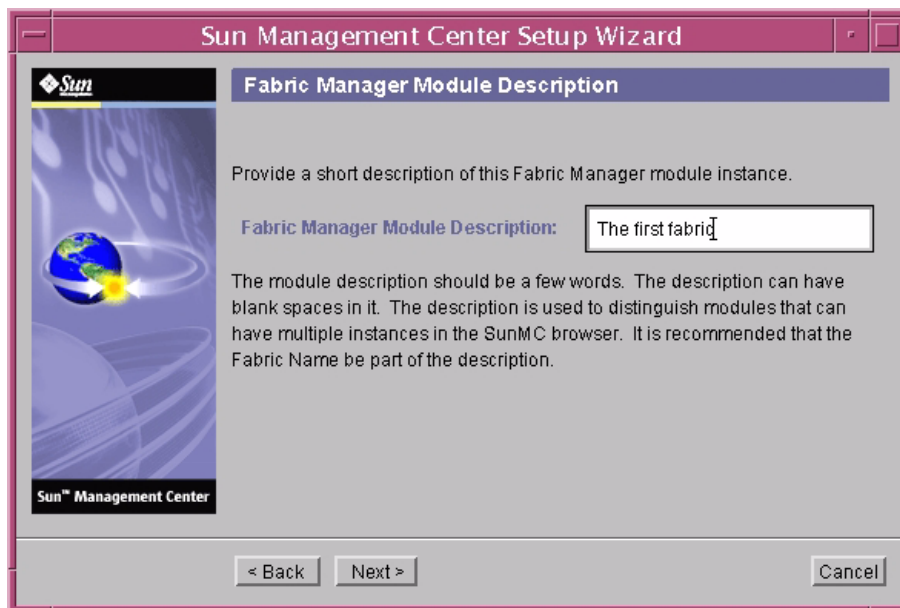 Sun Management Center Setup Wizard
Sun
Fabric Manager Module Description
Provide a short description of this Fabric Manager module instance.
Fabric Manager Module Description: The first fabric
The module description should be a few words. The description can have
blank spaces in it. The description is used to distinguish modules that can
have multiple instances in the SunMC browser. It is recommended that the
Fabric Name be part of the description.
Sun™ Management Center
< Back Next > Cancel